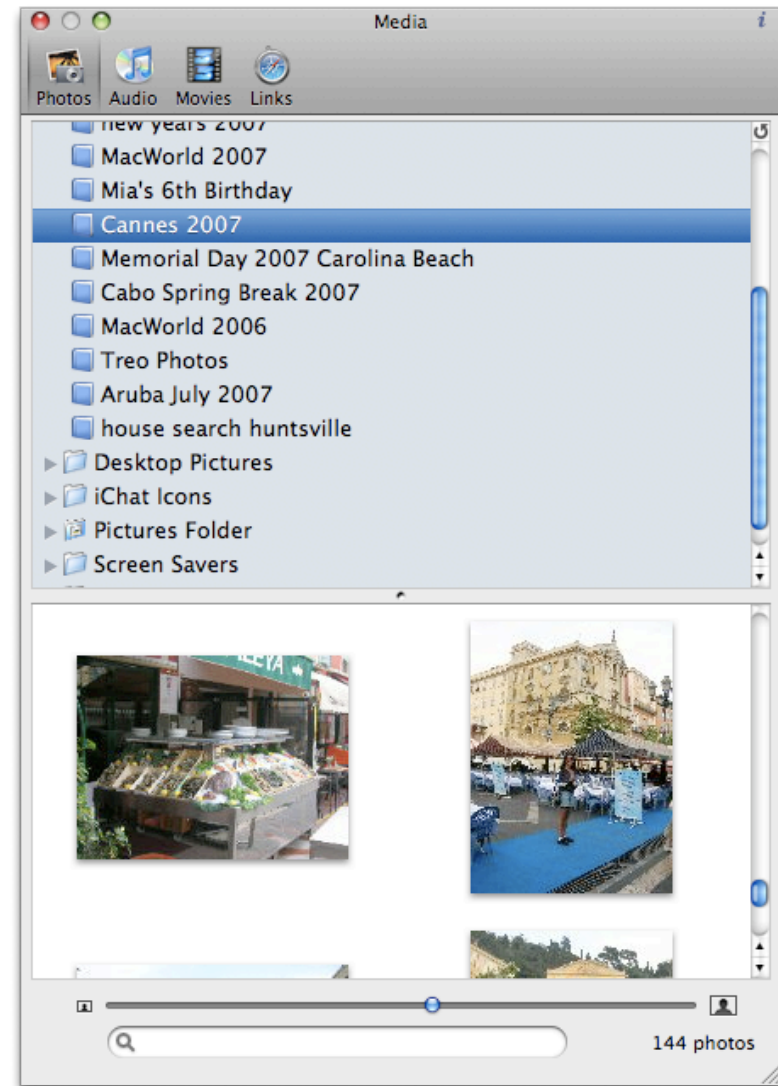 Media
Photos Audio Movies Links
new years 2007
MacWorld 2007
Mia's 6th Birthday
Cannes 2007
Memorial Day 2007 Carolina Beach
Cabo Spring Break 2007
MacWorld 2006
Treo Photos
Aruba July 2007
house search huntsville
Desktop Pictures
iChat Icons
Pictures Folder
Screen Savers
144 photos